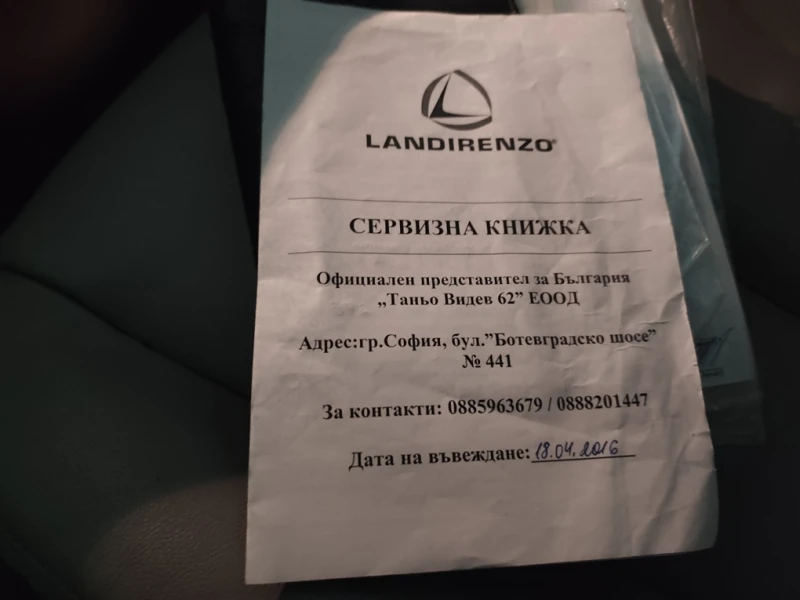 LANDIRENZO®
СЕРВИЗНА КНИЖКА
Официален представител за България
„Таньо Видев 62” ЕООД
Адрес:гр.София, бул.”Ботевградско шосе”
№ 441
За контакти: 0885963679 / 0888201447
Дата на въвеждане: 18.04.2016